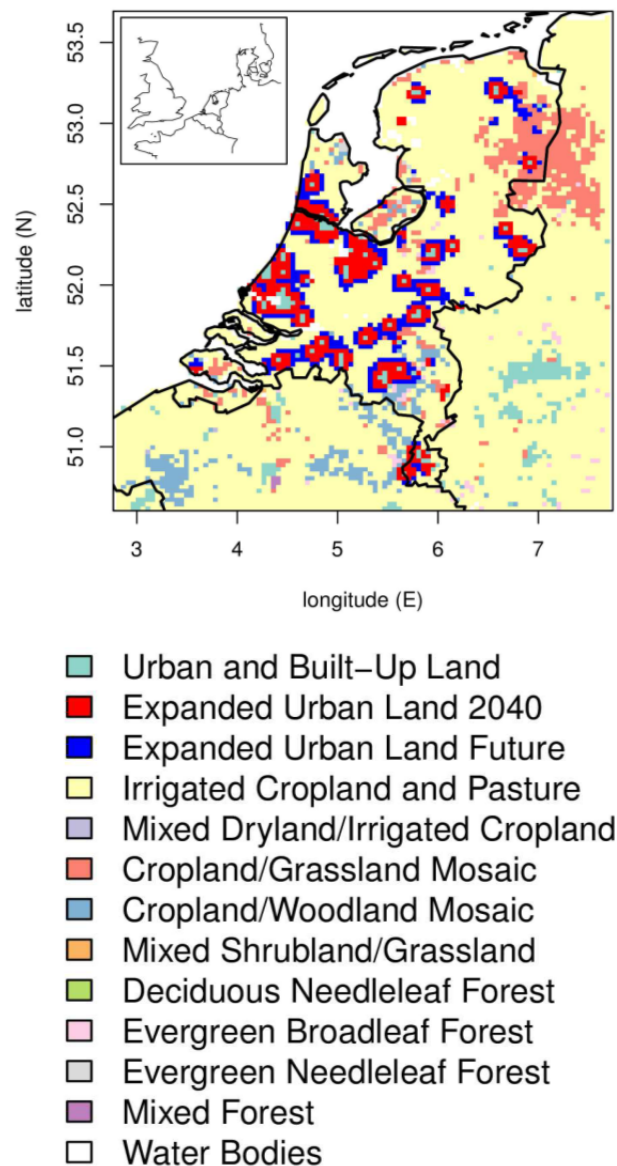 53.5
53.0
52.5
52.0
51.5
51.0
latitude (N)
3 4 5 6 7
longitude (E)
Urban and Built−Up Land
Expanded Urban Land 2040
Expanded Urban Land Future
Irrigated Cropland and Pasture
Mixed Dryland/Irrigated Cropland
Cropland/Grassland Mosaic
Cropland/Woodland Mosaic
Mixed Shrubland/Grassland
Deciduous Needleleaf Forest
Evergreen Broadleaf Forest
Evergreen Needleleaf Forest
Mixed Forest
Water Bodies